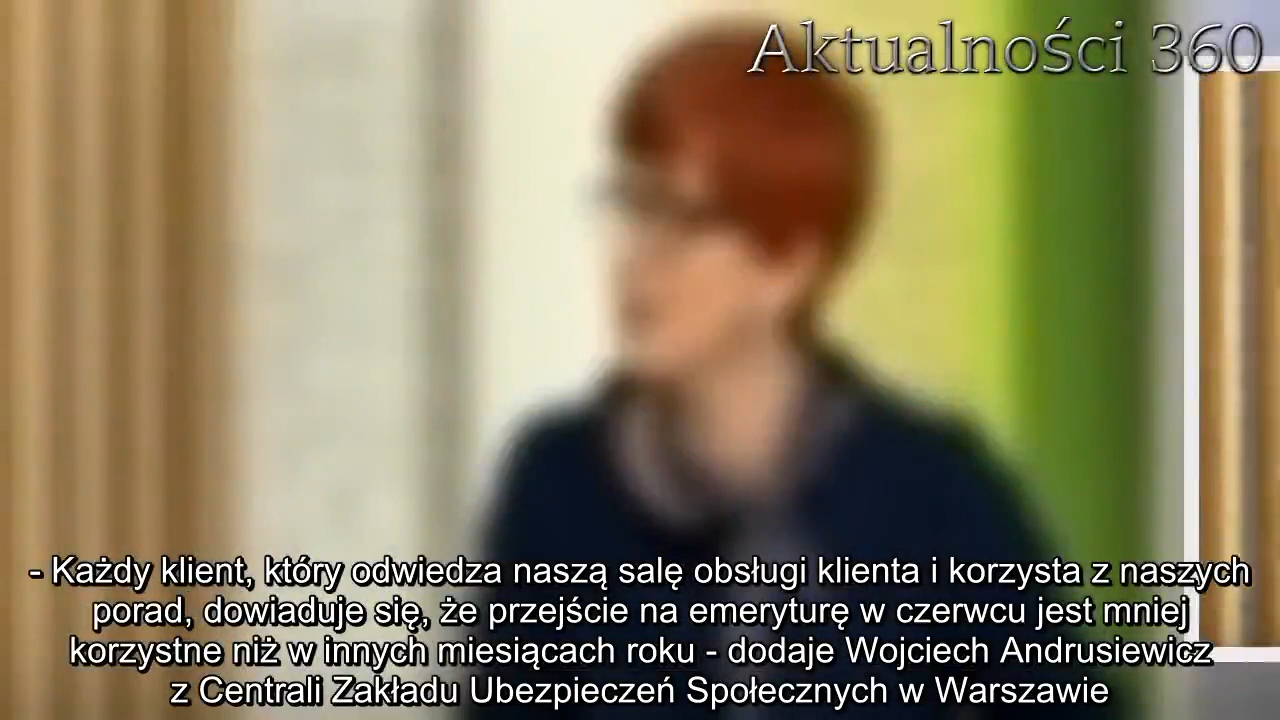 Aktualności 360
- Każdy klient, który odwiedza naszą salę obsługi klienta i korzysta z naszych
porad, dowiaduje się, że przejście na emeryturę w czerwcu jest mniej
korzystne niż w innych miesiącach roku - dodaje Wojciech Andrusiewicz
z Centrali Zakładu Ubezpieczeń Społecznych w Warszawie